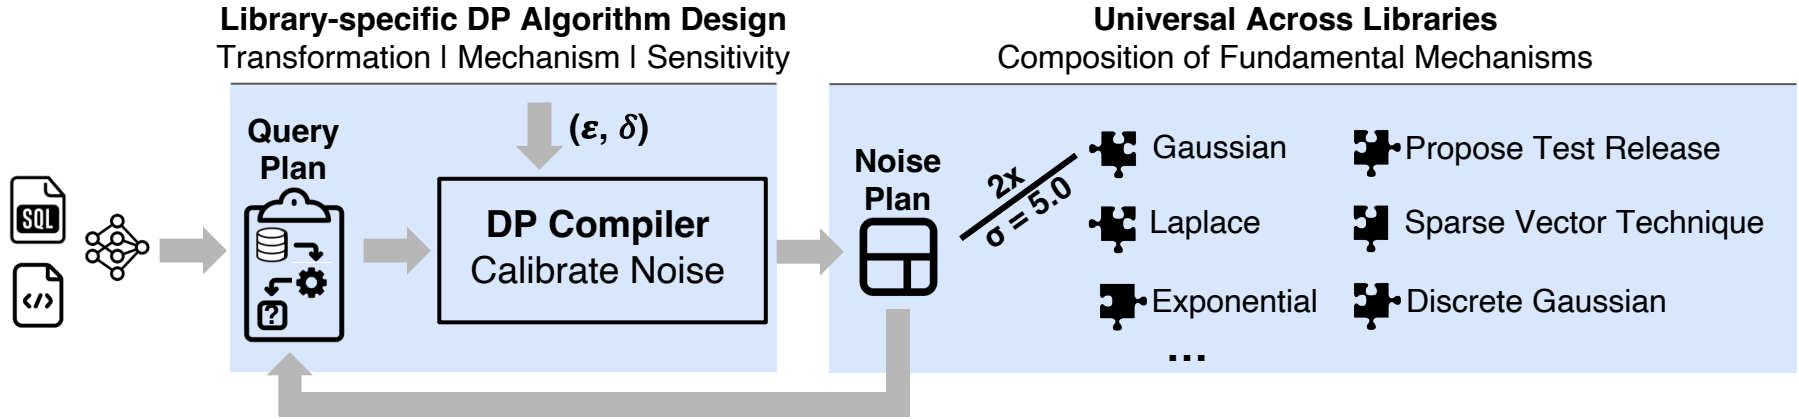 Library-specific DP Algorithm Design
Transformation | Mechanism | Sensitivity
Universal Across Libraries
Composition of Fundamental Mechanisms
SQL
</>
Query
Plan
?
(ε, δ)
DP Compiler
Calibrate Noise
Noise
Plan
2x
σ = 5.0
Gaussian
Laplace
Exponential
Propose Test Release
Sparse Vector Technique
Discrete Gaussian
...